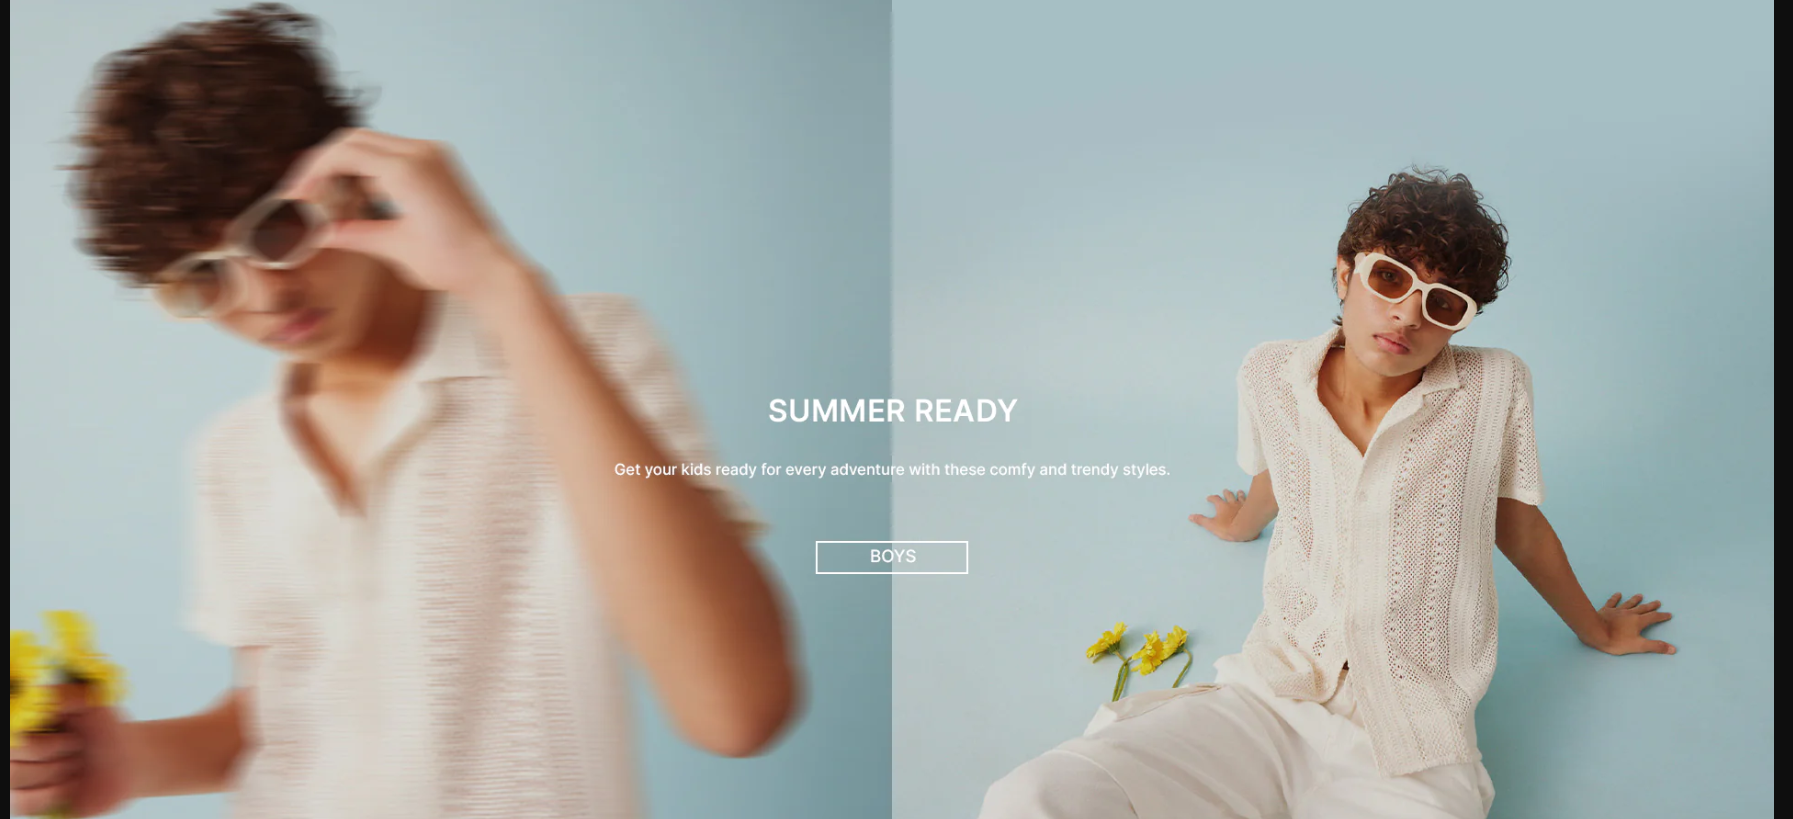 SUMMER READY
Get your kids ready for every adventure with these comfy and trendy styles.
BOYS